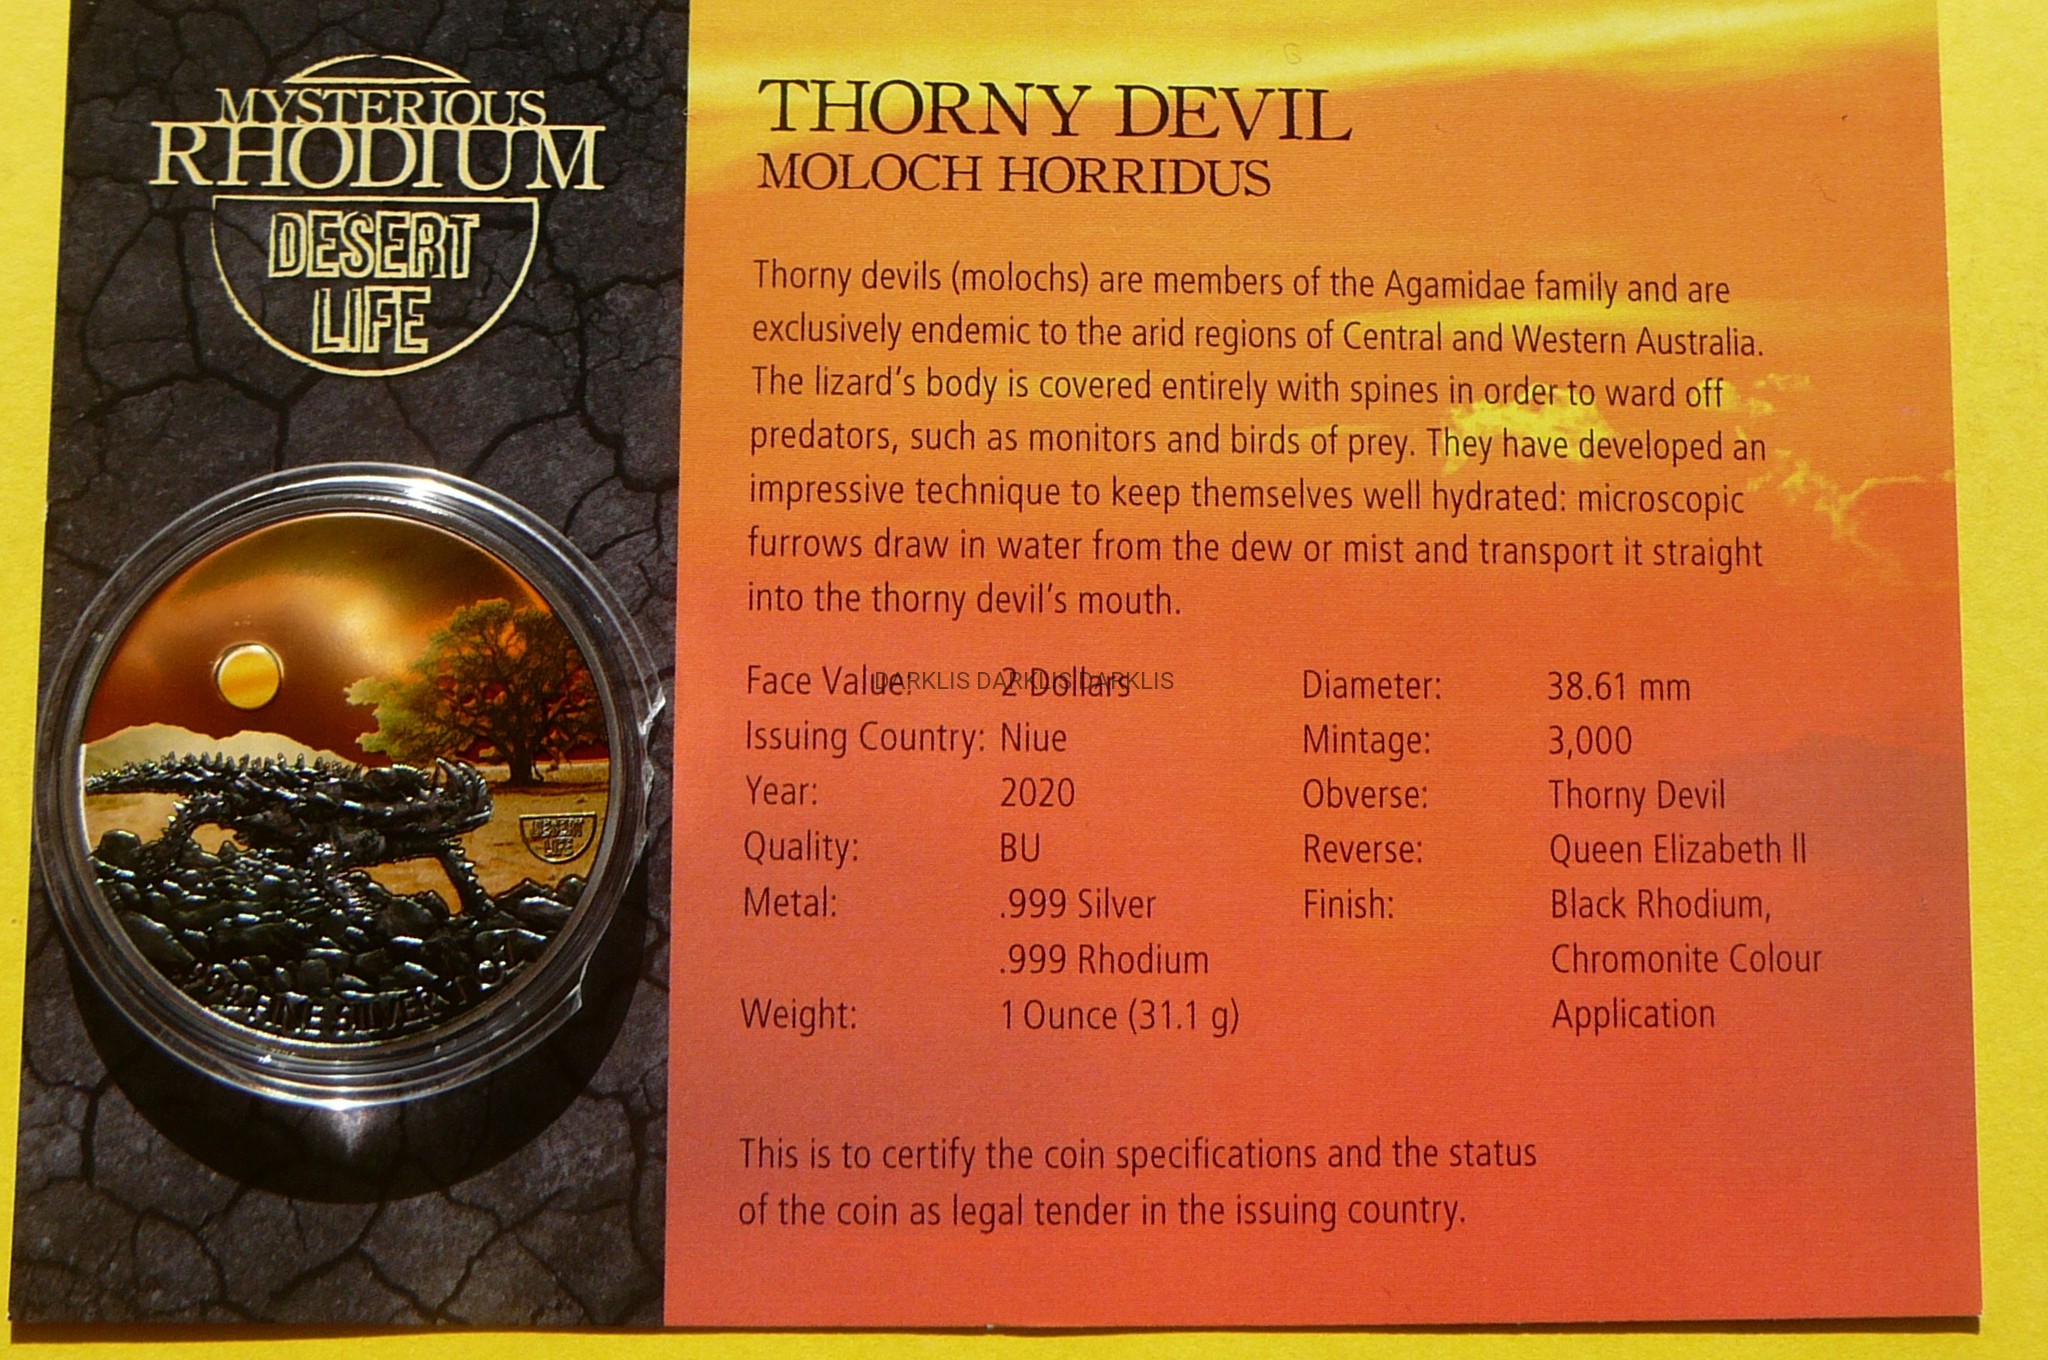 MYSTERIOUS
RHODIUM
DESERT
LIFE
THORNY DEVIL
MOLOCH HORRIDUS
Thorny devils (molochs) are members of the Agamidae family and are
exclusively endemic to the arid regions of Central and Western Australia.
The lizard's body is covered entirely with spines in order to ward off
predators, such as monitors and birds of prey. They have developed an
impressive technique to keep themselves well hydrated: microscopic
furrows draw in water from the dew or mist and transport it straight
into the thorny devil's mouth.
Face Value: 2 Dollars Diameter: 38.61 mm
DARKLIS DARKLIS DARKLIS
Issuing Country: Niue Mintage: 3,000
Year: 2020 Obverse: Thorny Devil
Quality: BU Reverse: Queen Elizabeth II
Metal: .999 Silver Finish: Black Rhodium,
.999 Rhodium Chromonite Colour
Weight: 1 Ounce (31.1 g) Application
This is to certify the coin specifications and the status
of the coin as legal tender in the issuing country.
DESERT
LIFE
.999 FINE SILVER 1 OZ